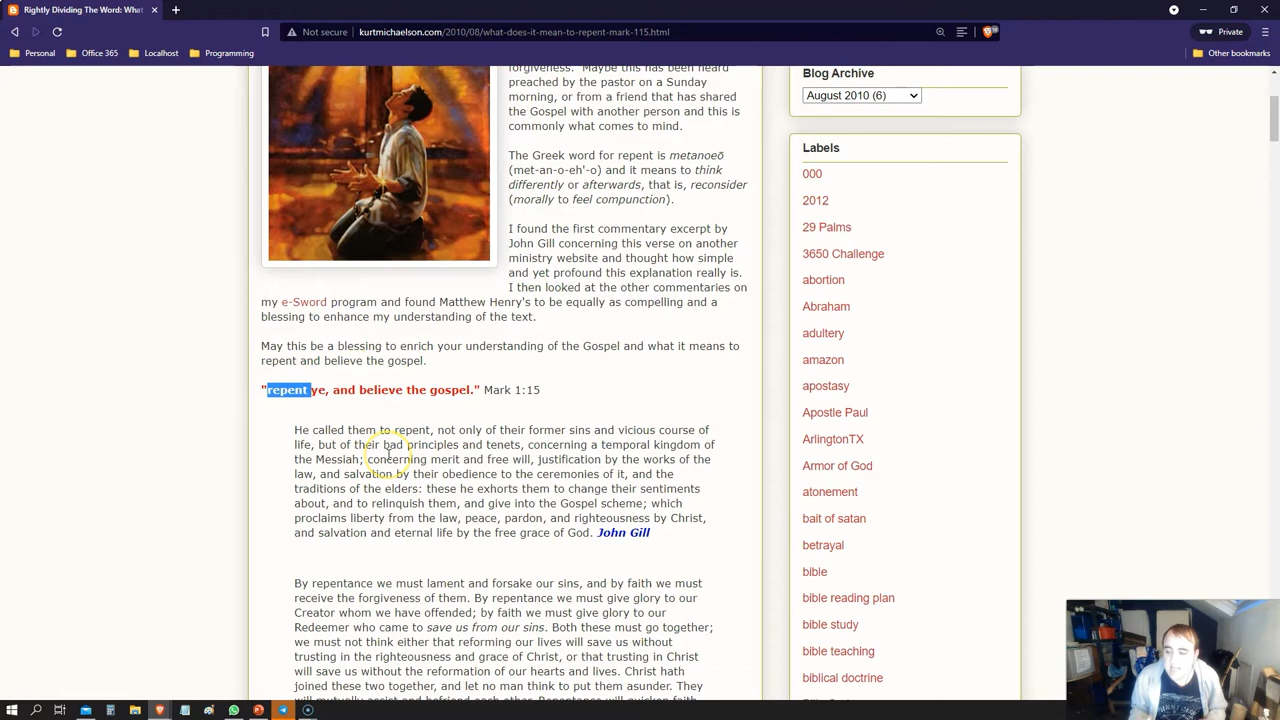 Rightly Dividing The Word: What
Not secure
kurtmichaelson.com/2010/08/what-does-it-mean-to-repent-mark-115.html
Private
Personal
Office 365
Localhost
Programming
Other bookmarks
forgiveness. Maybe this has been heard
preached by the pastor on a Sunday
morning, or from a friend that has shared
the Gospel with another person and this is
commonly what comes to mind.
The Greek word for repent is metanoeō
(met-an-o-eh'-o) and it means to think
differently or afterwards, that is, reconsider
(morally to feel compunction).
I found the first commentary excerpt by
John Gill concerning this verse on another
ministry website and thought how simple
and yet profound this explanation really is.
I then looked at the other commentaries on
my e-Sword program and found Matthew Henry's to be equally as compelling and a
blessing to enhance my understanding of the text.
May this be a blessing to enrich your understanding of the Gospel and what it means to
repent and believe the gospel.
"repent ye, and believe the gospel." Mark 1:15
He called them to repent, not only of their former sins and vicious course of
life, but of their bad principles and tenets, concerning a temporal kingdom of
the Messiah; concerning merit and free will, justification by the works of the
law, and salvation by their obedience to the ceremonies of it, and the
traditions of the elders: these he exhorts them to change their sentiments
about, and to relinquish them, and give into the Gospel scheme; which
proclaims liberty from the law, peace, pardon, and righteousness by Christ,
and salvation and eternal life by the free grace of God. John Gill
By repentance we must lament and forsake our sins, and by faith we must
receive the forgiveness of them. By repentance we must give glory to our
Creator whom we have offended; by faith we must give glory to our
Redeemer who came to save us from our sins. Both these must go together;
we must not think either that reforming our lives will save us without
trusting in the righteousness and grace of Christ, or that trusting in Christ
will save us without the reformation of our hearts and lives. Christ hath
joined these two together, and let no man think to put them asunder. They
will mutually assist and befriend each other. Repentance will quicken faith
Blog Archive
August 2010 (6)
Labels
000
2012
29 Palms
3650 Challenge
abortion
Abraham
adultery
amazon
apostasy
Apostle Paul
ArlingtonTX
Armor of God
atonement
bait of satan
betrayal
bible
bible reading plan
bible study
bible teaching
biblical doctrine